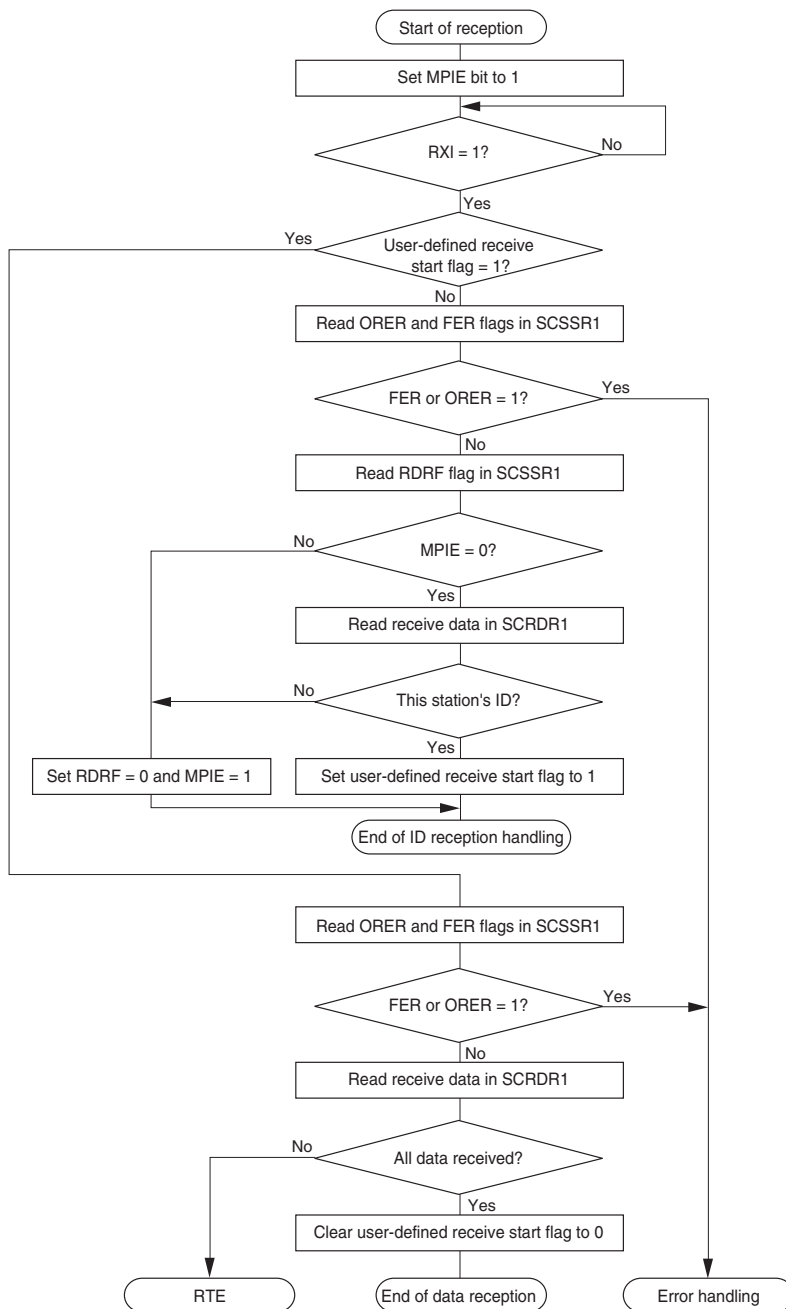 Start of reception
Set MPIE bit to 1
RXI = 1?
No
Yes
Yes
User-defined receive
start flag = 1?
No
Read ORER and FER flags in SCSSR1
FER or ORER = 1?
Yes
No
Read RDRF flag in SCSSR1
No
MPIE = 0?
Yes
Read receive data in SCRDR1
No
This station's ID?
Yes
Set RDRF = 0 and MPIE = 1
Set user-defined receive start flag to 1
End of ID reception handling
Read ORER and FER flags in SCSSR1
FER or ORER = 1?
Yes
No
Read receive data in SCRDR1
No
All data received?
Yes
Clear user-defined receive start flag to 0
RTE
End of data reception
Error handling